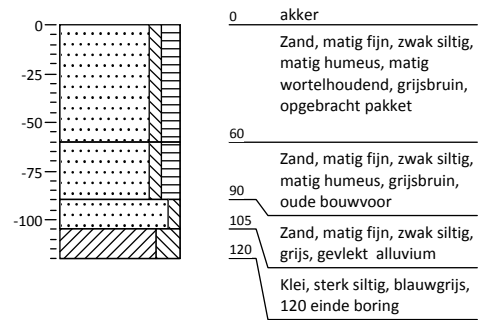 0
-25
-50
-75
-100
0 akker
Zand, matig fijn, zwak siltig,
matig humeus, matig
wortelhoudend, grijsbruin,
opgebracht pakket
60
Zand, matig fijn, zwak siltig,
matig humeus, grijsbruin,
oude bouwvoor
90
Zand, matig fijn, zwak siltig,
grijs, gevlekt alluvium
105
Klei, sterk siltig, blauwgrijs,
120 einde boring
120